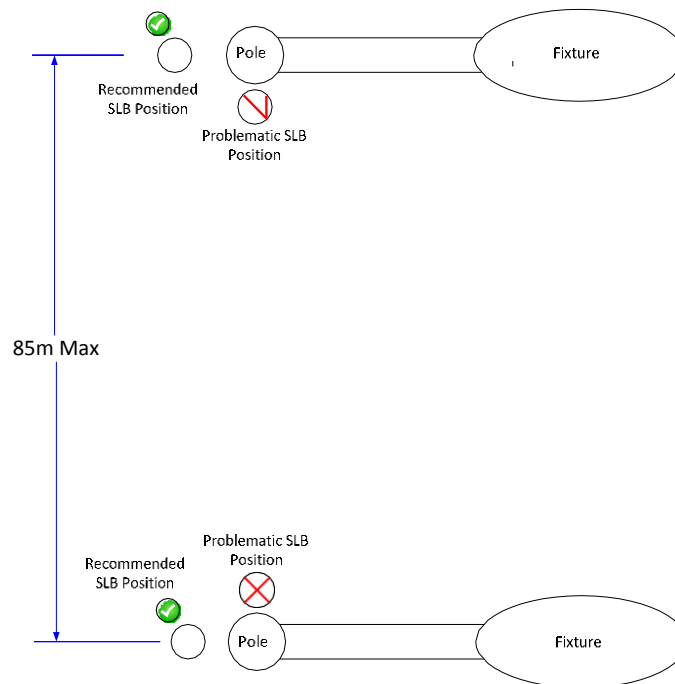 Pole
Fixture
Recommended
SLB Position
Problematic SLB
Position
85m Max
Problematic SLB
Position
Recommended
SLB Position
Pole
Fixture